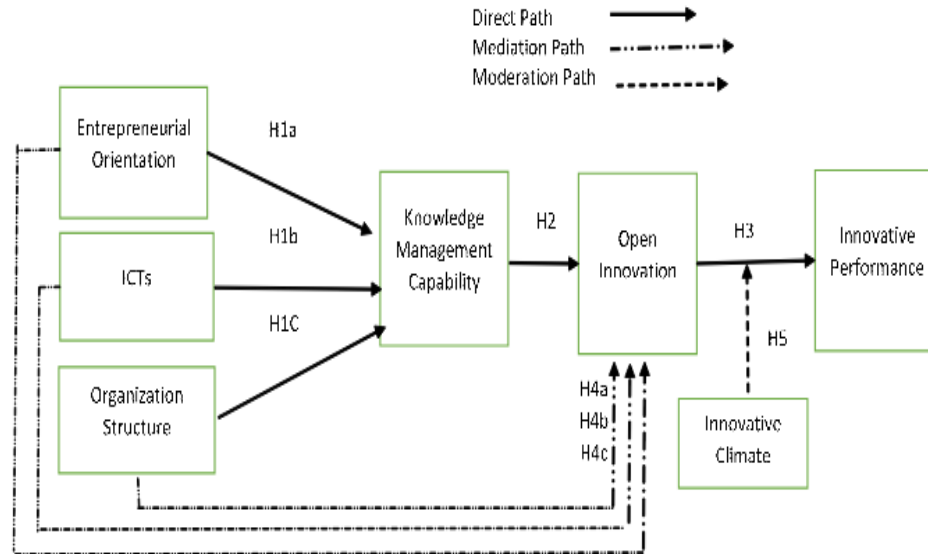 Direct Path
Mediation Path
Moderation Path
Entrepreneurial
Orientation
H1a
H1b
ICTs
H1C
Organization
Structure
Knowledge
Management
Capability
H2
Open
Innovation
H3
Innovative
Performance
H5
H4a
H4b
H4c
Innovative
Climate